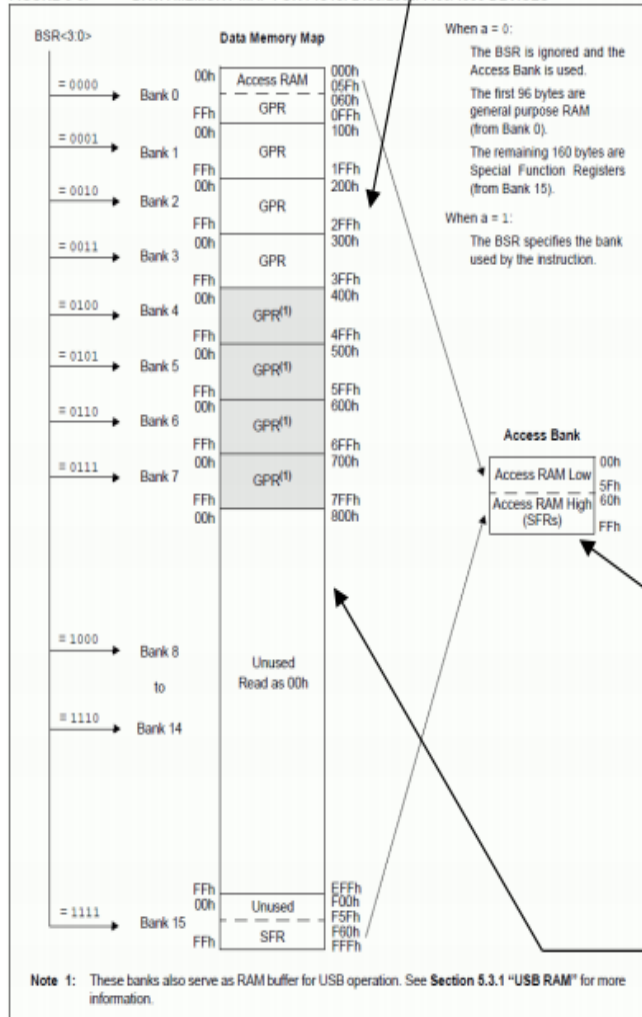 BSR<3:0>
Data Memory Map
When a = 0:
The BSR is ignored and the
Access Bank is used.
The first 96 bytes are
general purpose RAM
(from Bank 0).
The remaining 160 bytes are
Special Function Registers
(from Bank 15).
When a = 1:
The BSR specifies the bank
used by the instruction.
= 0000
Bank 0
00h
Access RAM
000h
05Fh
060h
GPR
FFh
0FFh
= 0001
Bank 1
00h
GPR
100h
FFh
1FFh
= 0010
Bank 2
00h
GPR
200h
FFh
2FFh
= 0011
Bank 3
00h
GPR
300h
FFh
3FFh
= 0100
Bank 4
00h
GPR(1)
400h
FFh
4FFh
= 0101
Bank 5
00h
GPR(1)
500h
FFh
5FFh
= 0110
Bank 6
00h
GPR(1)
600h
FFh
6FFh
= 0111
Bank 7
00h
GPR(1)
700h
FFh
7FFh
00h
800h
= 1000
Bank 8
to
= 1110
Bank 14
Unused
Read as 00h
FFh
EFFh
= 1111
Bank 15
00h
Unused
F00h
F5Fh
F60h
SFR
FFh
FFFh
Access Bank
Access RAM Low
00h
5Fh
Access RAM High
(SFRs)
60h
FFh
Note 1: These banks also serve as RAM buffer for USB operation. See Section 5.3.1 “USB RAM” for more
information.